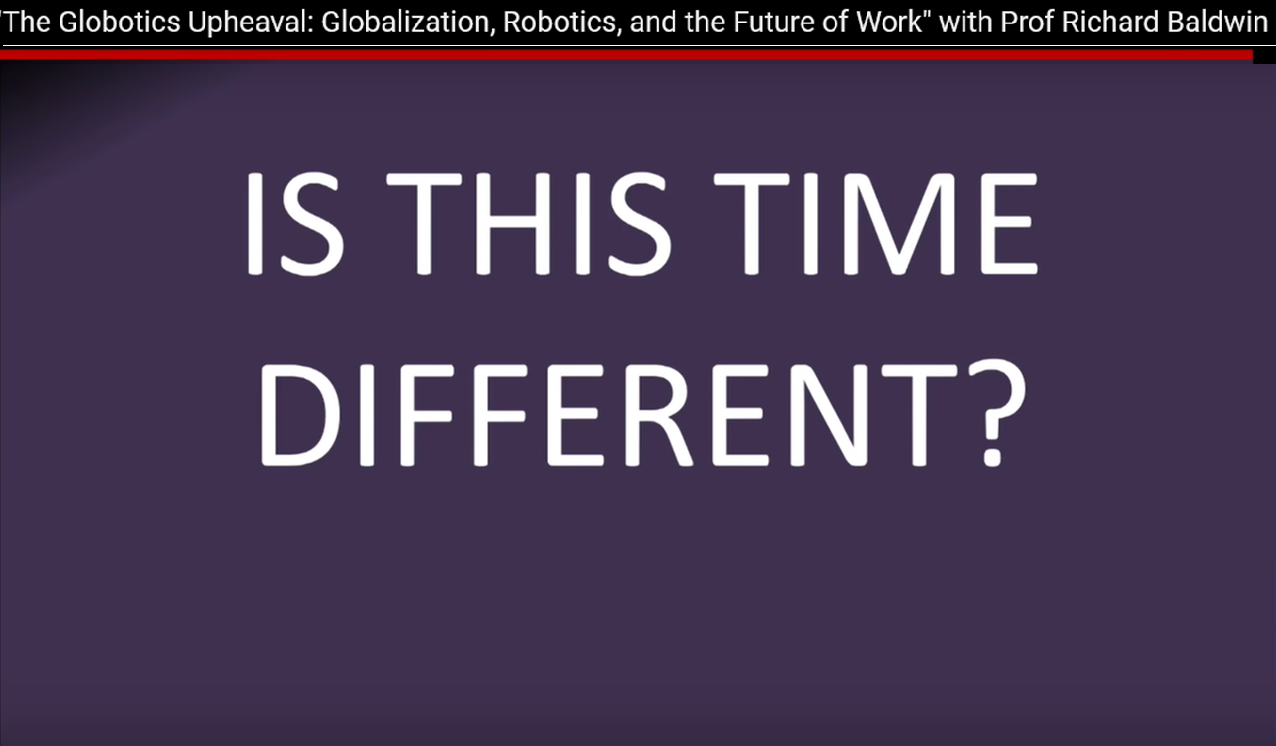 "The Globotics Upheaval: Globalization, Robotics, and the Future of Work" with Prof Richard Baldwin
IS THIS TIME
DIFFERENT?